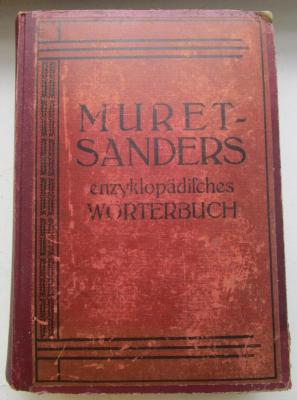 MURET-
SANDERS
enzyklopädiſches
WÖRTERBUCH